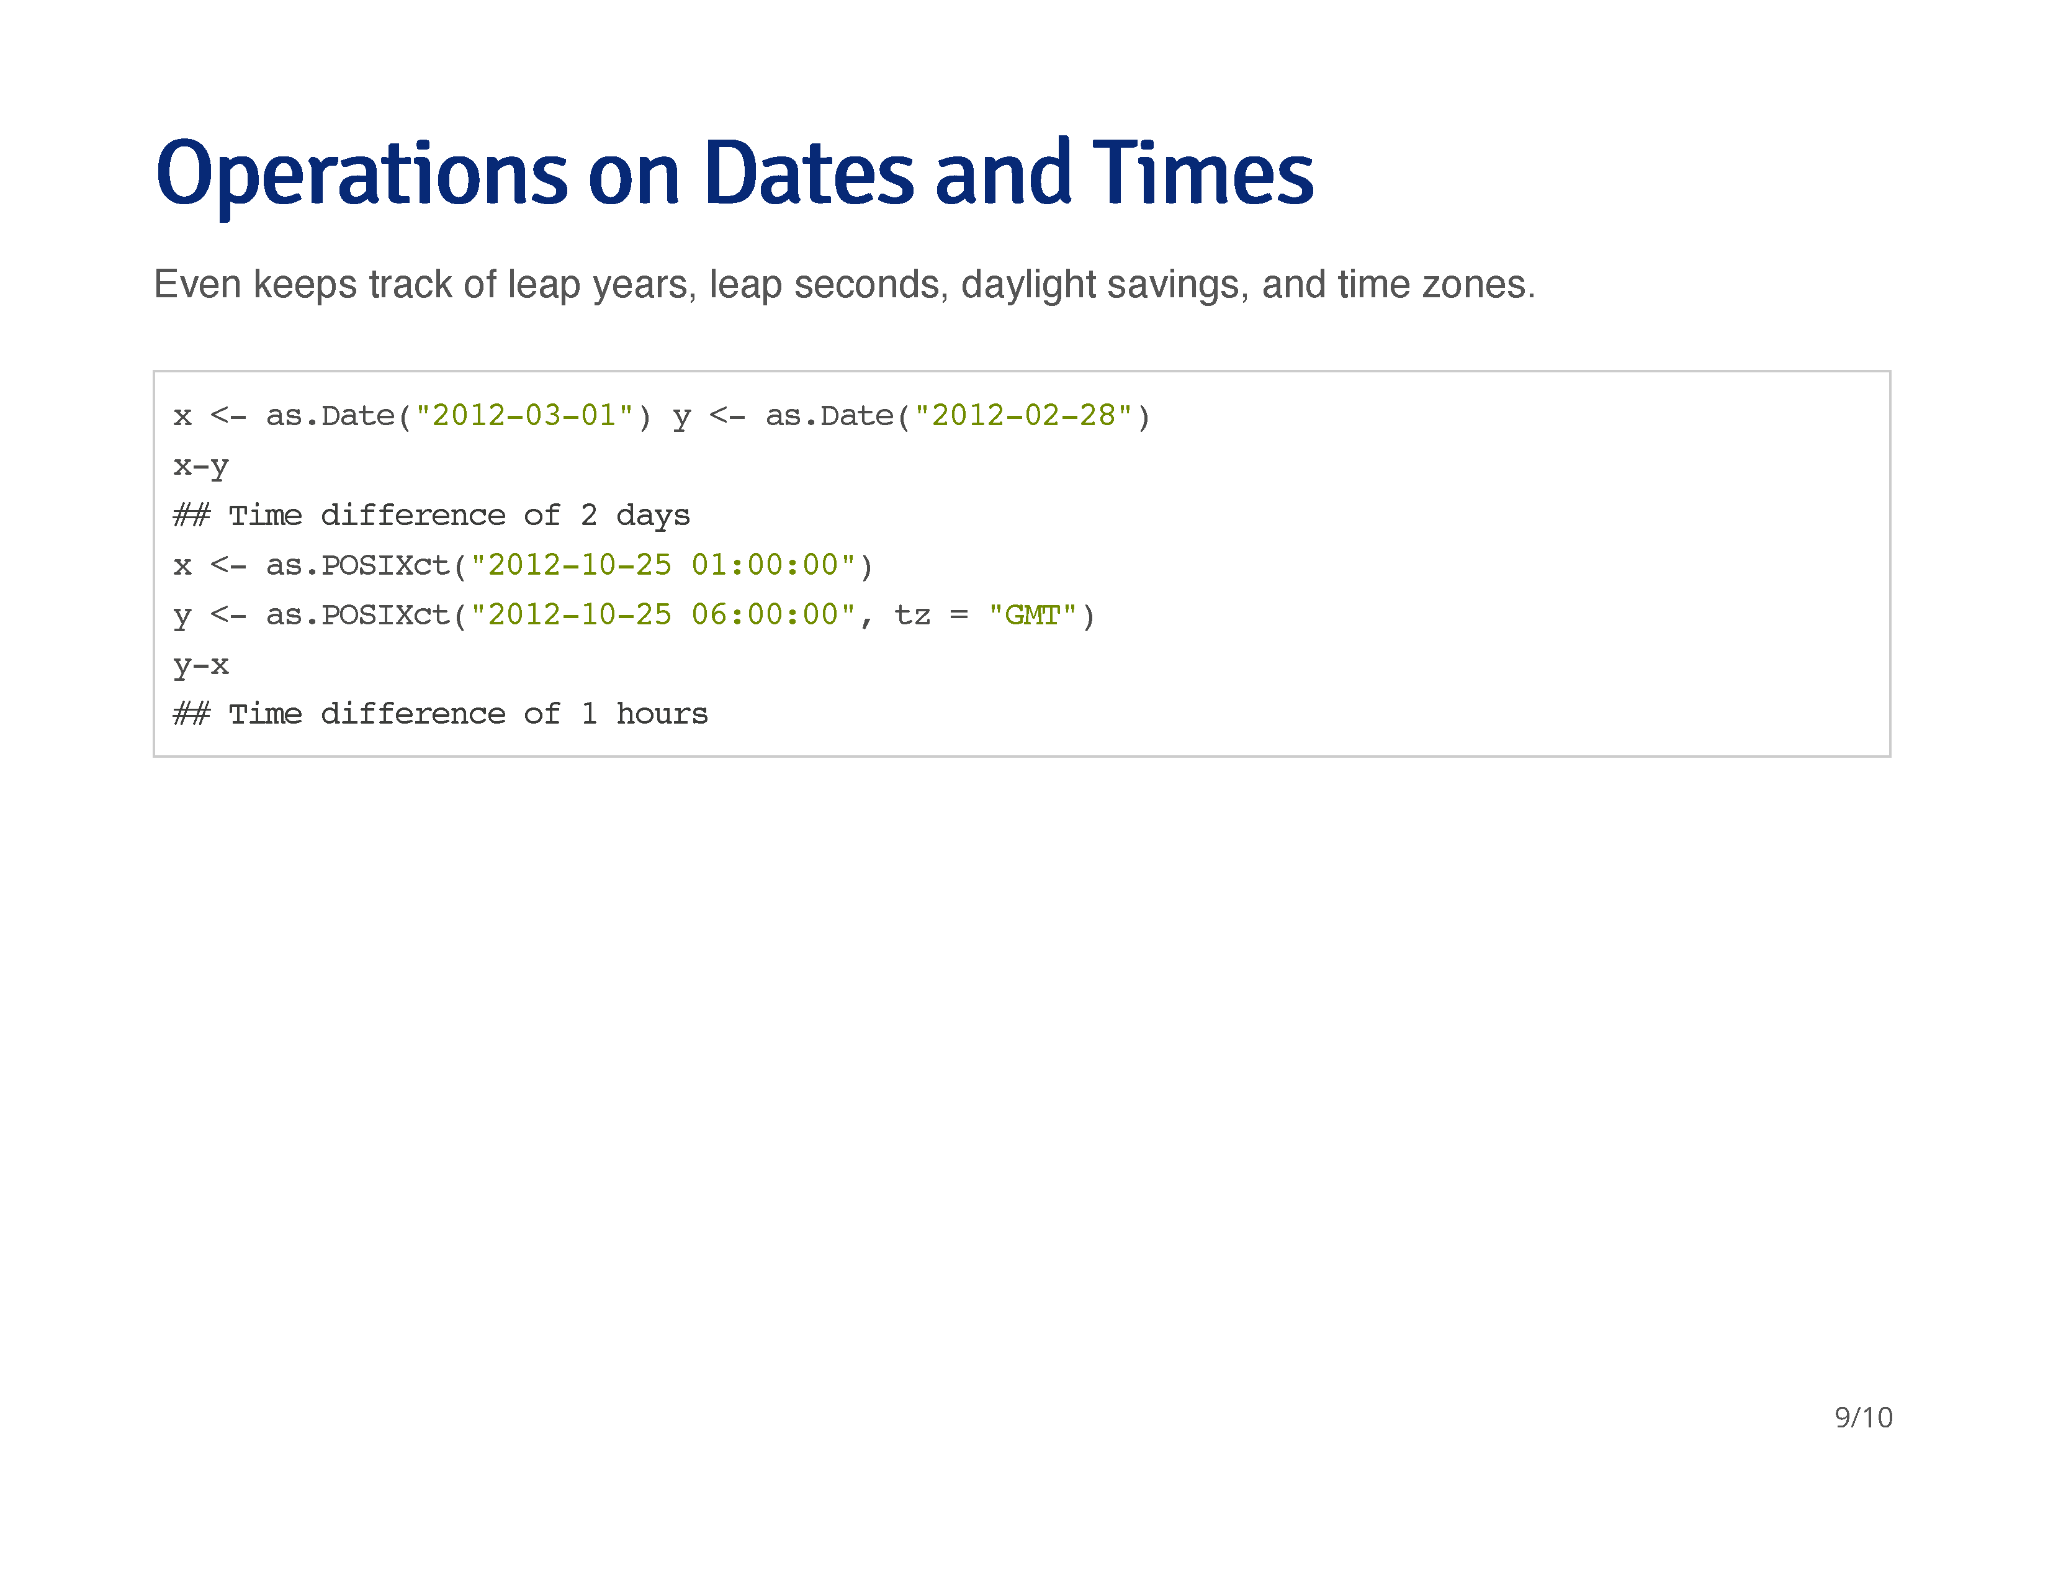 Operations on Dates and Times
Even keeps track of leap years, leap seconds, daylight savings, and time zones.
x <- as.Date("2012-03-01") y <- as.Date("2012-02-28")
x-y
## Time difference of 2 days
x <- as.POSIXct("2012-10-25 01:00:00")
y <- as.POSIXct("2012-10-25 06:00:00", tz = "GMT")
y-x
## Time difference of 1 hours
9/10